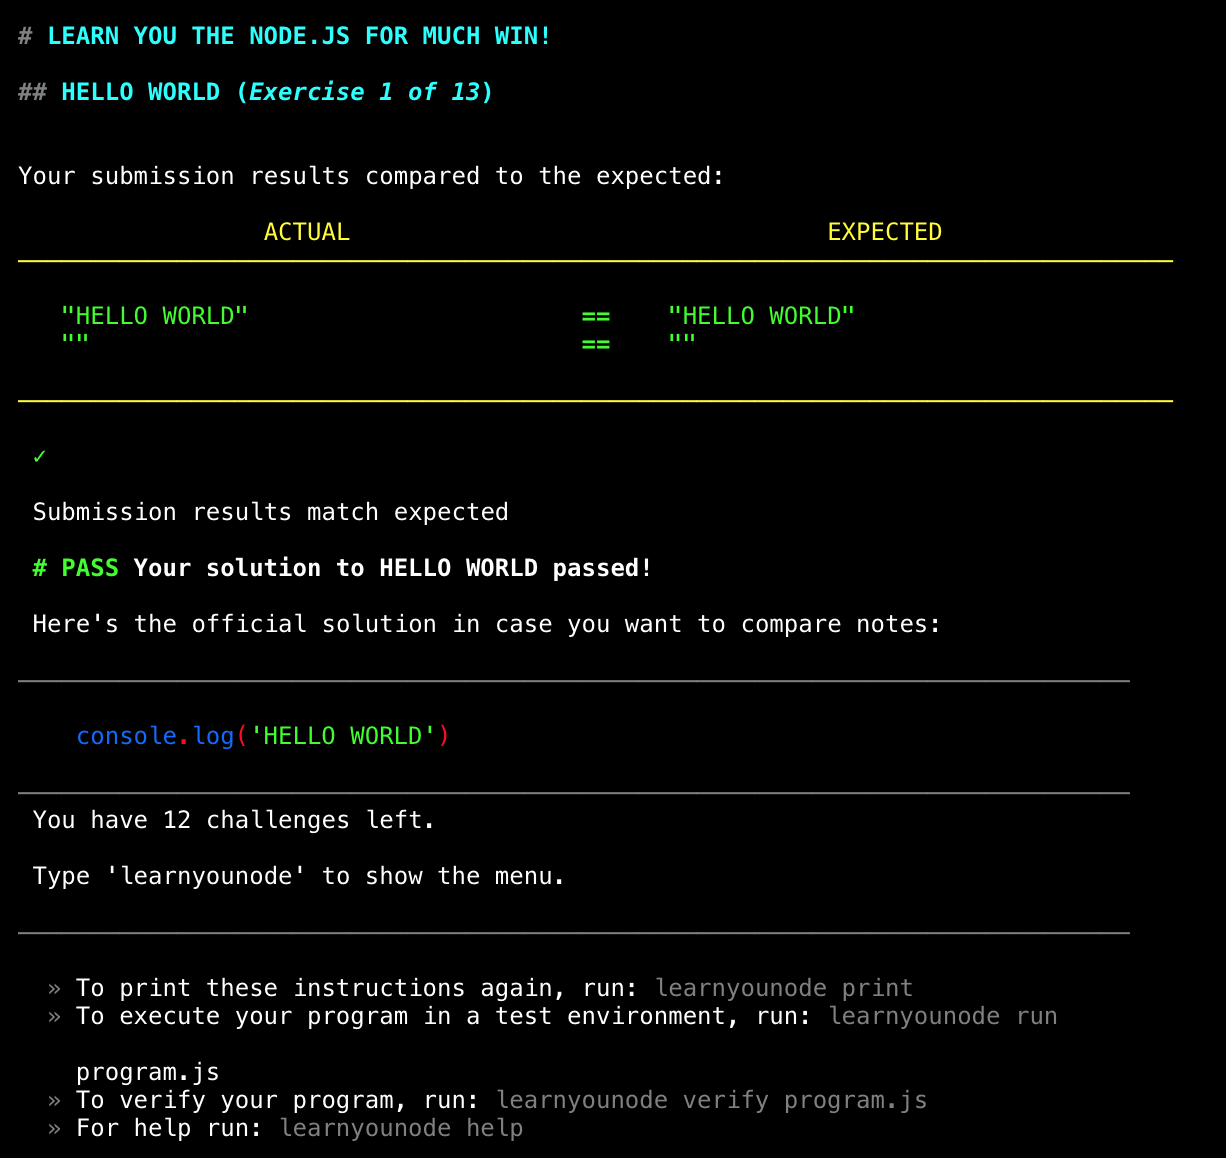 # LEARN YOU THE NODE.JS FOR MUCH WIN!
## HELLO WORLD (Exercise 1 of 13)
Your submission results compared to the expected:
ACTUAL EXPECTED
"HELLO WORLD" == "HELLO WORLD"
"" == ""
✓
Submission results match expected
# PASS Your solution to HELLO WORLD passed!
Here's the official solution in case you want to compare notes:
console.log('HELLO WORLD')
You have 12 challenges left.
Type 'learnyounode' to show the menu.
» To print these instructions again, run: learnyounode print
» To execute your program in a test environment, run: learnyounode run
program.js
» To verify your program, run: learnyounode verify program.js
» For help run: learnyounode help